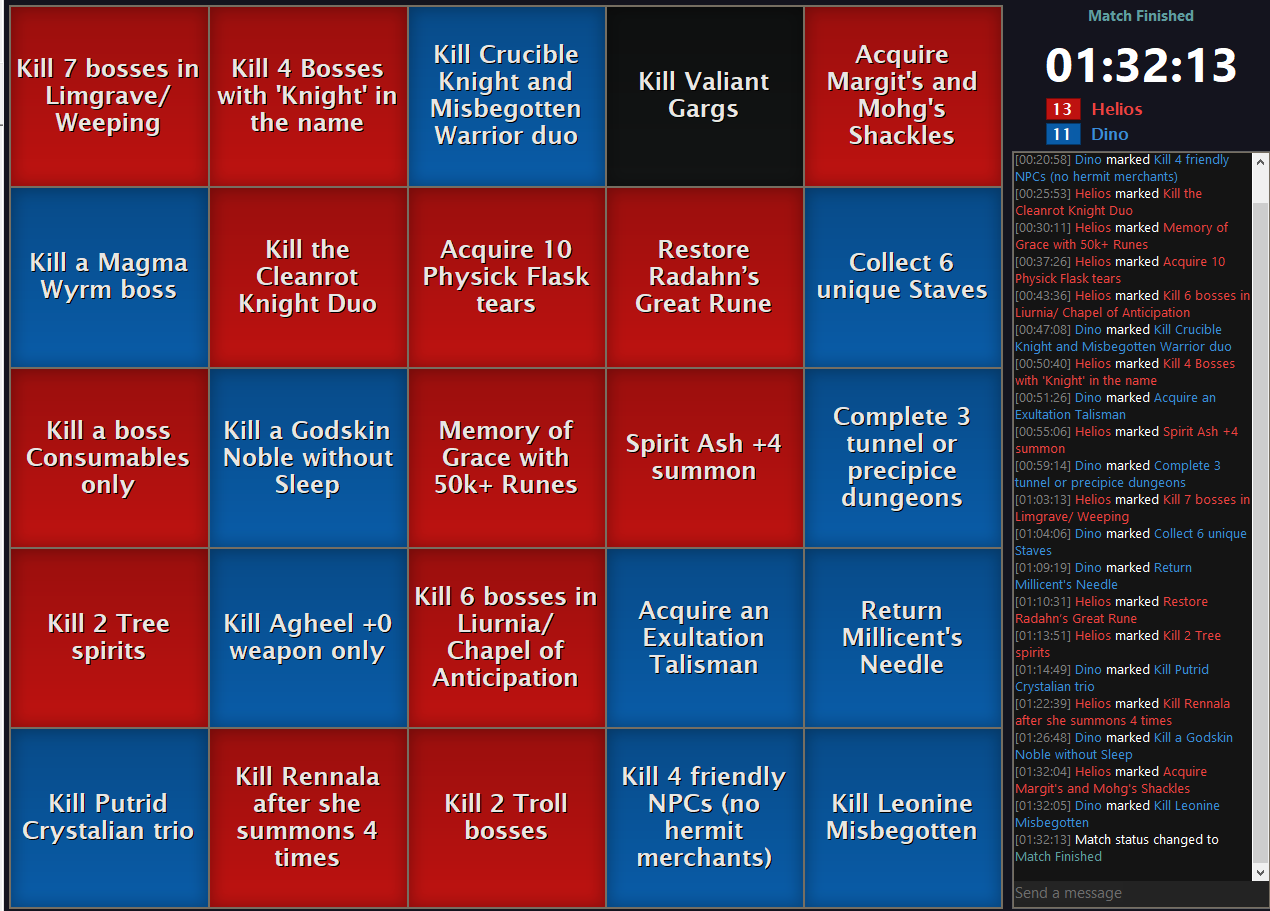 Kill 7 bosses in
Limgrave/
Weeping
Kill 4 Bosses
with 'Knight' in
the name
Kill Crucible
Knight and
Misbegotten
Warrior duo
Kill Valiant
Gargs
Acquire
Margit's and
Mohg's
Shackles
Kill a Magma
Wyrm boss
Kill the
Cleanrot
Knight Duo
Acquire 10
Physick Flask
tears
Restore
Radahn’s
Great Rune
Collect 6
unique Staves
Kill a boss
Consumables
only
Kill a Godskin
Noble without
Sleep
Memory of
Grace with
50k+ Runes
Spirit Ash +4
summon
Complete 3
tunnel or
precipice
dungeons
Kill 2 Tree
spirits
Kill Agheel +0
weapon only
Kill 6 bosses in
Liurnia/
Chapel of
Anticipation
Acquire an
Exultation
Talisman
Return
Millicent's
Needle
Kill Putrid
Crystalian trio
Kill Rennala
after she
summons 4
times
Kill 2 Troll
bosses
Kill 4 friendly
NPCs (no
hermit
merchants)
Kill Leonine
Misbegotten
Match Finished
01:32:13
13 Helios
11 Dino
[00:20:58] Dino marked Kill 4 friendly
NPCs (no hermit merchants)
[00:25:53] Helios marked Kill the
Cleanrot Knight Duo
[00:30:11] Helios marked Memory of
Grace with 50k+ Runes
[00:37:26] Helios marked Acquire 10
Physick Flask tears
[00:43:36] Helios marked Kill 6 bosses in
Liurnia/ Chapel of Anticipation
[00:47:08] Dino marked Kill Crucible
Knight and Misbegotten Warrior duo
[00:50:40] Helios marked Kill 4 Bosses
with 'Knight' in the name
[00:51:26] Dino marked Acquire an
Exultation Talisman
[00:55:06] Helios marked Spirit Ash +4
summon
[00:59:14] Dino marked Complete 3
tunnel or precipice dungeons
[01:03:13] Helios marked Kill 7 bosses in
Limgrave/ Weeping
[01:04:06] Dino marked Collect 6 unique
Staves
[01:09:19] Dino marked Return
Millicent's Needle
[01:10:31] Helios marked Restore
Radahn's Great Rune
[01:13:51] Helios marked Kill 2 Tree
spirits
[01:14:49] Dino marked Kill Putrid
Crystalian trio
[01:22:39] Helios marked Kill Rennala
after she summons 4 times
[01:26:48] Dino marked Kill a Godskin
Noble without Sleep
[01:32:04] Helios marked Acquire
Margit's and Mohg's Shackles
[01:32:05] Dino marked Kill Leonine
Misbegotten
[01:32:13] Match status changed to
Match Finished
Send a message